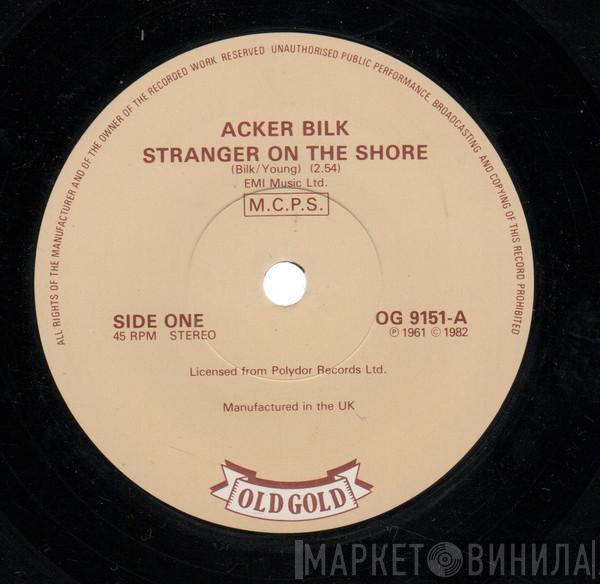 ALL RIGHTS OF THE MANUFACTURER AND OF THE OWNER OF THE RECORDED WORK RESERVED UNAUTHORISED PUBLIC PERFORMANCE, BROADCASTING AND COPYING OF THIS RECORD PROHIBITED
ACKER BILK
STRANGER ON THE SHORE
(Bilk/Young) (2.54)
EMI Music Ltd.
M.C.P.S.
SIDE ONE
45 RPM STEREO
OG 9151-A
℗ 1961 © 1982
Licensed from Polydor Records Ltd.
Manufactured in the UK
OLD GOLD
МАРКЕТ ВИНИЛА